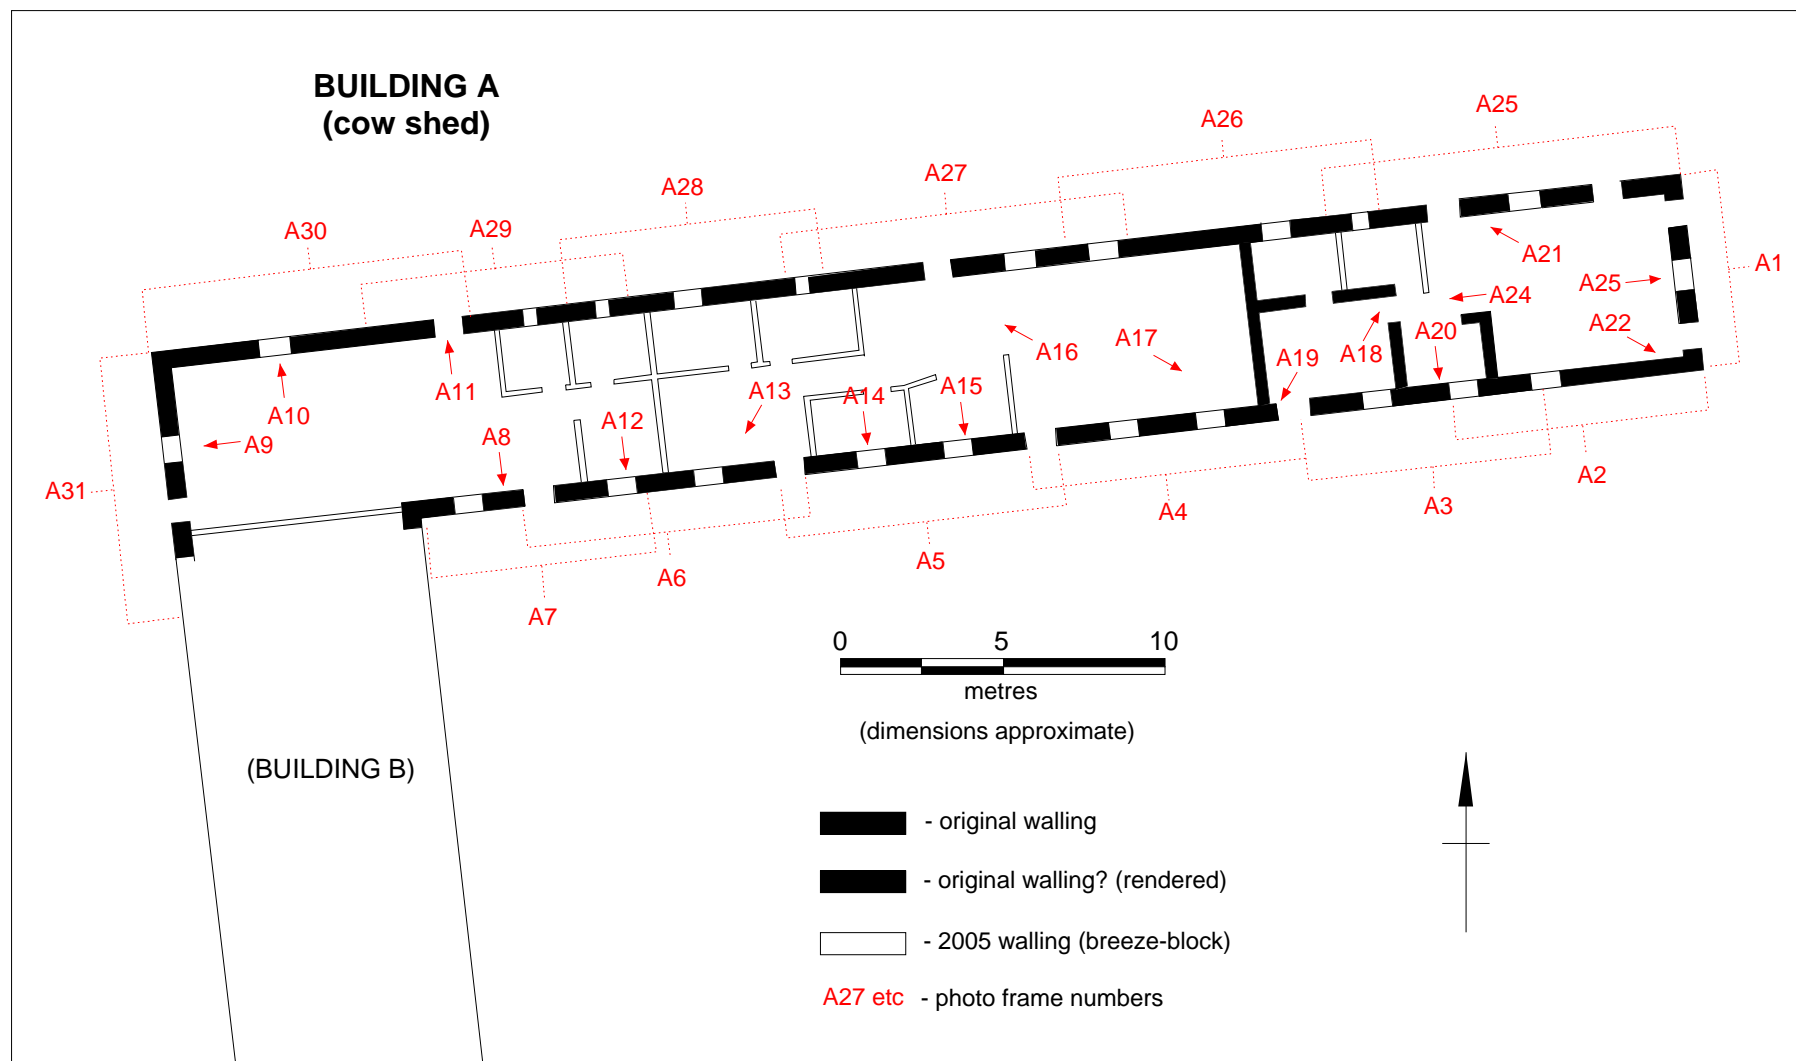 BUILDING A
(cow shed)
A25
A26
A27
A28
A30
A29
A21
A1
A25
A24
A22
A20
A18
A16
A17
A19
A11
A10
A13
A14
A15
A12
A9
A8
A31
A2
A3
A4
A5
A6
A7
0 5 10
metres
(dimensions approximate)
(BUILDING B)
- original walling
- original walling? (rendered)
- 2005 walling (breeze-block)
A27 etc - photo frame numbers